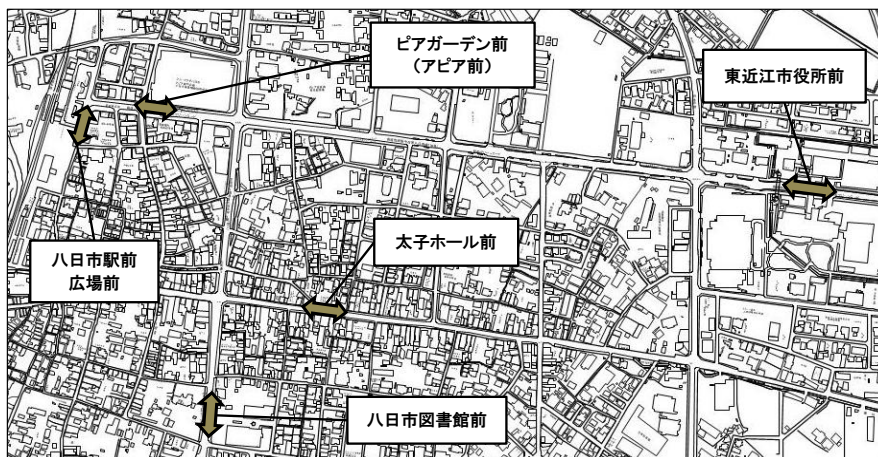 ピアガーデン前
（アピア前）
東近江市役所前
太子ホール前
八日市駅前
広場前
八日市図書館前